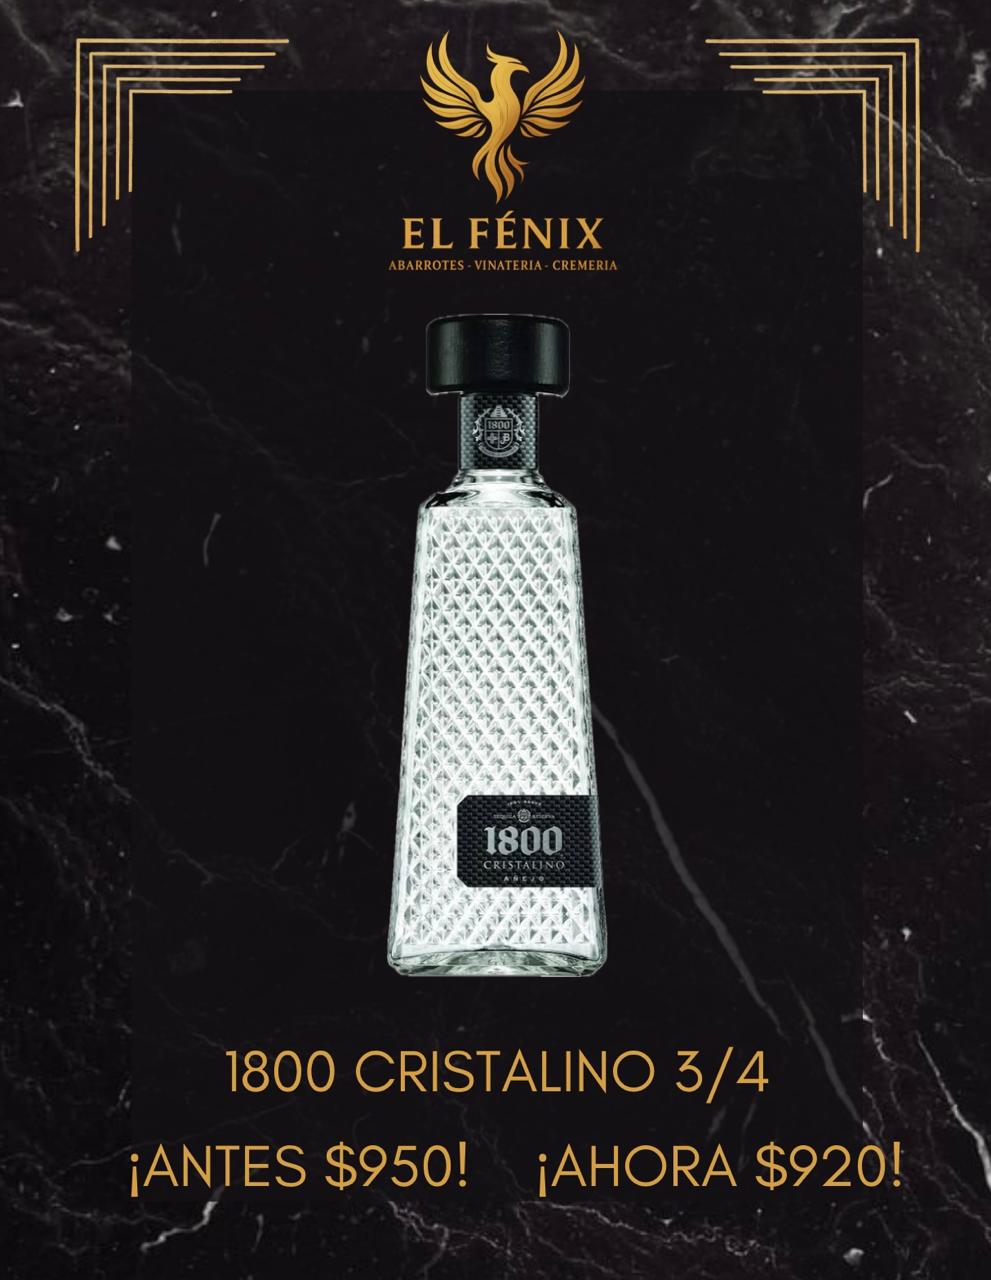 EL FÉNIX
ABARROTES - VINATERIA - CREMERIA
1800
1800
CRISTALINO
AÑEJO
1800 CRISTALINO 3/4
¡ANTES $950! ¡AHORA $920!